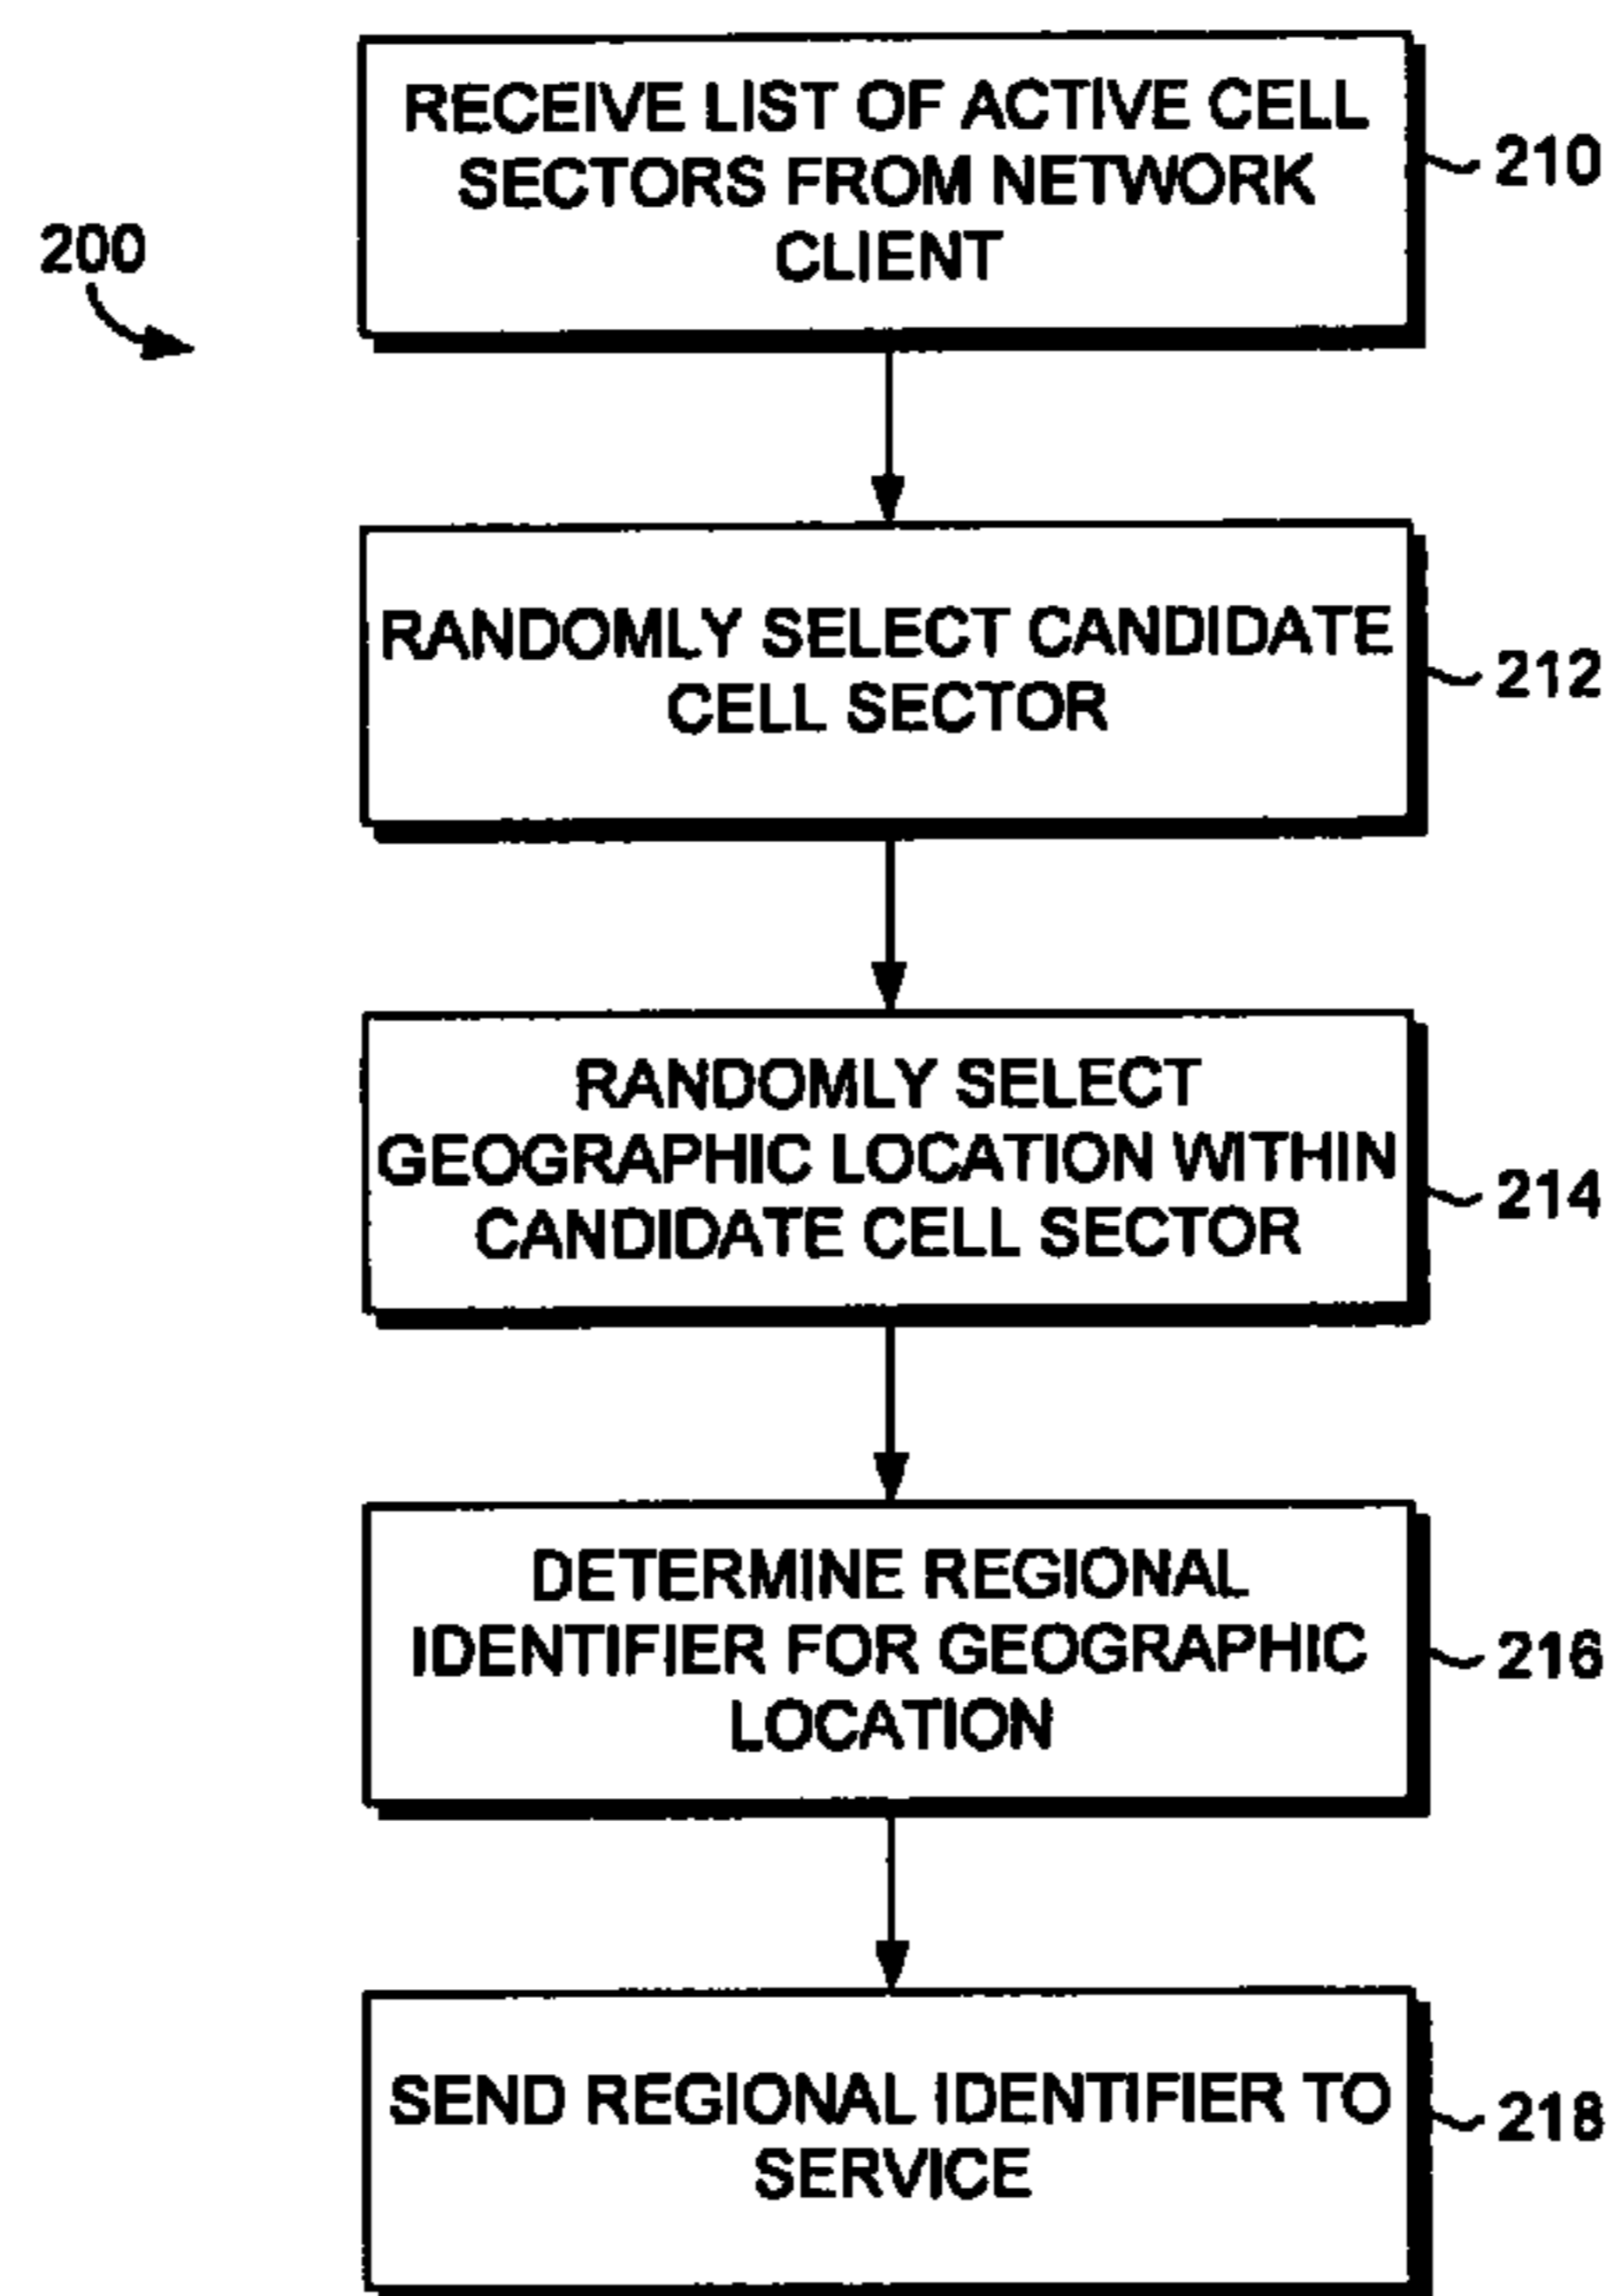 RECEIVE LIST OF ACTIVE CELL
SECTORS FROM NETWORK
CLIENT
210
200
RANDOMLY SELECT CANDIDATE
CELL SECTOR
212
RANDOMLY SELECT
GEOGRAPHIC LOCATION WITHIN
CANDIDATE CELL SECTOR
214
DETERMINE REGIONAL
IDENTIFIER FOR GEOGRAPHIC
LOCATION
216
SEND REGIONAL IDENTIFIER TO
SERVICE
218